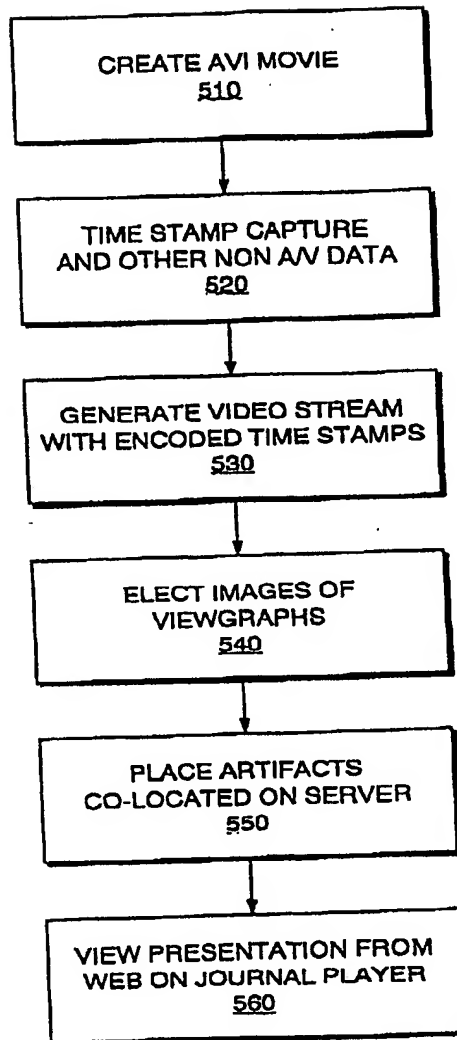 CREATE AVI MOVIE
510
TIME STAMP CAPTURE
AND OTHER NON A/V DATA
520
GENERATE VIDEO STREAM
WITH ENCODED TIME STAMPS
530
ELECT IMAGES OF
VIEWGRAPHS
540
PLACE ARTIFACTS
CO-LOCATED ON SERVER
550
VIEW PRESENTATION FROM
WEB ON JOURNAL PLAYER
560